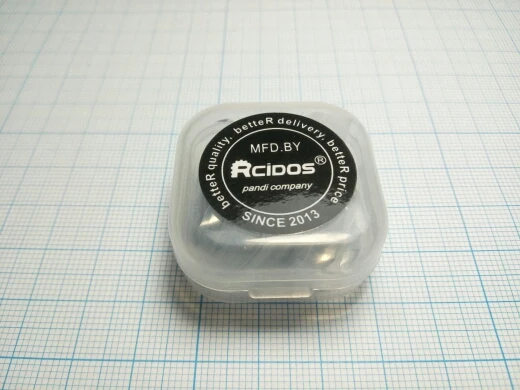 betteR quality, betteR delivery, betteR price
MFD.BY
RCIDOS®
pandi company
SINCE 2013